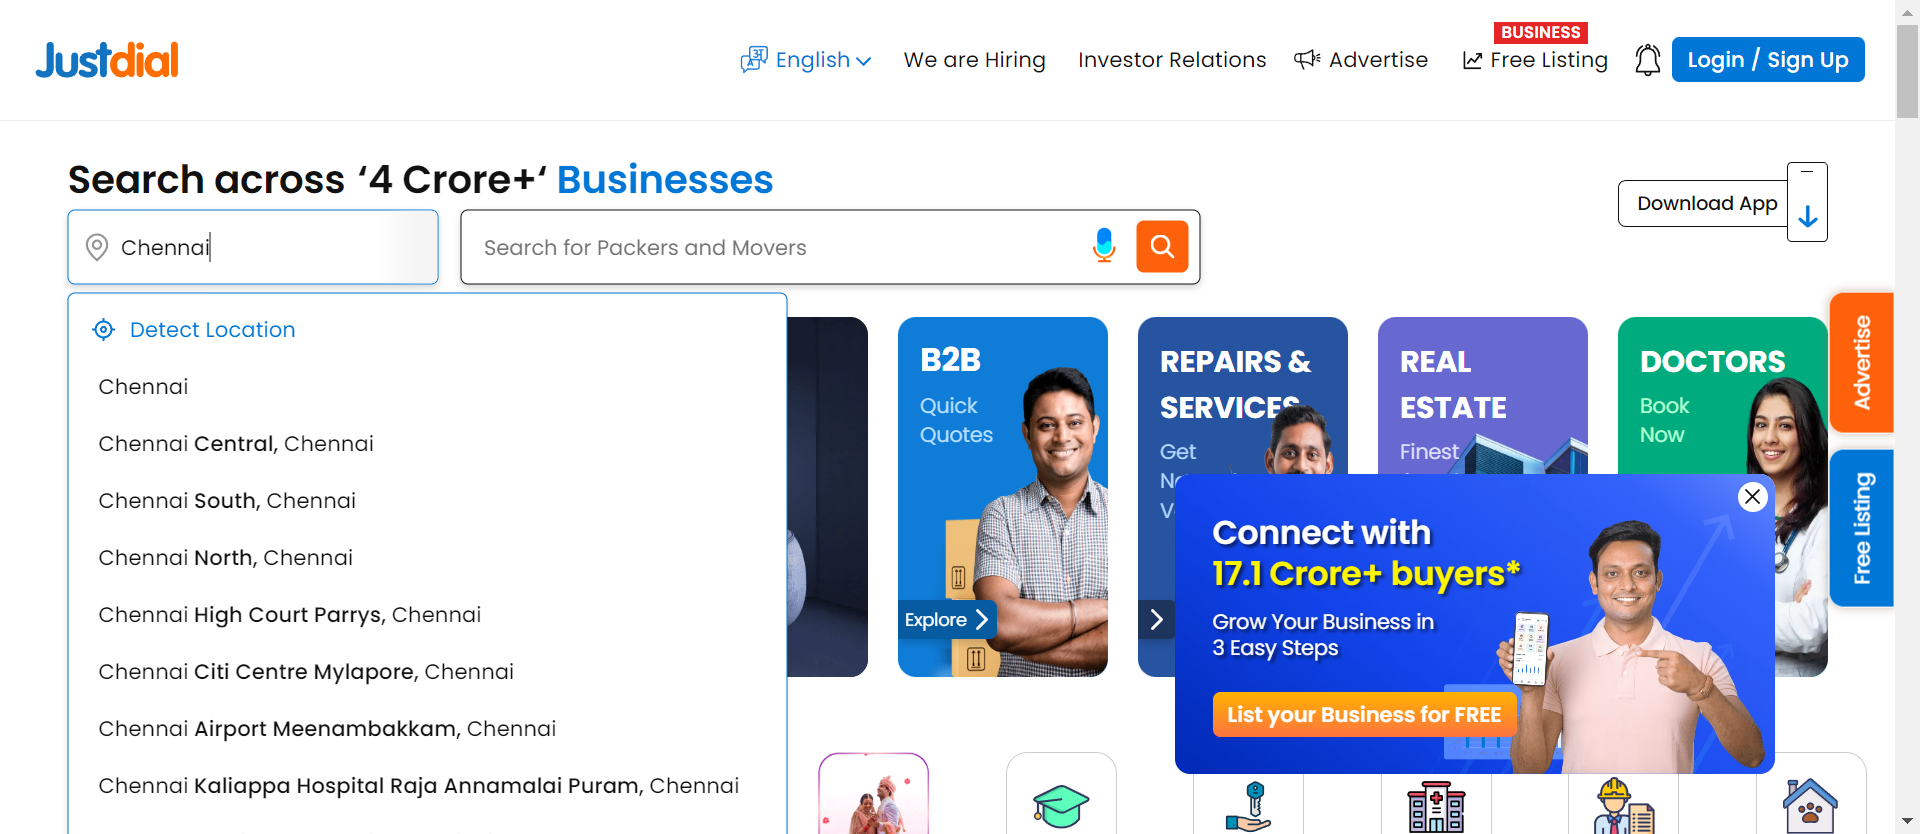 Justdial
English
We are Hiring
Investor Relations
Advertise
BUSINESS
Free Listing
Login / Sign Up
Search across ‘4 Crore+‘ Businesses
Download App
Chennai
Search for Packers and Movers
Detect Location
Chennai
Chennai Central, Chennai
Chennai South, Chennai
Chennai North, Chennai
Chennai High Court Parrys, Chennai
Chennai Citi Centre Mylapore, Chennai
Chennai Airport Meenambakkam, Chennai
Chennai Kaliappa Hospital Raja Annamalai Puram, Chennai
B2B
Quick
Quotes
Explore
REPAIRS &
SERVICES
Get
REAL
ESTATE
Finest
DOCTORS
Book
Now
Advertise
Free Listing
Connect with
17.1 Crore+ buyers*
Grow Your Business in
3 Easy Steps
List your Business for FREE